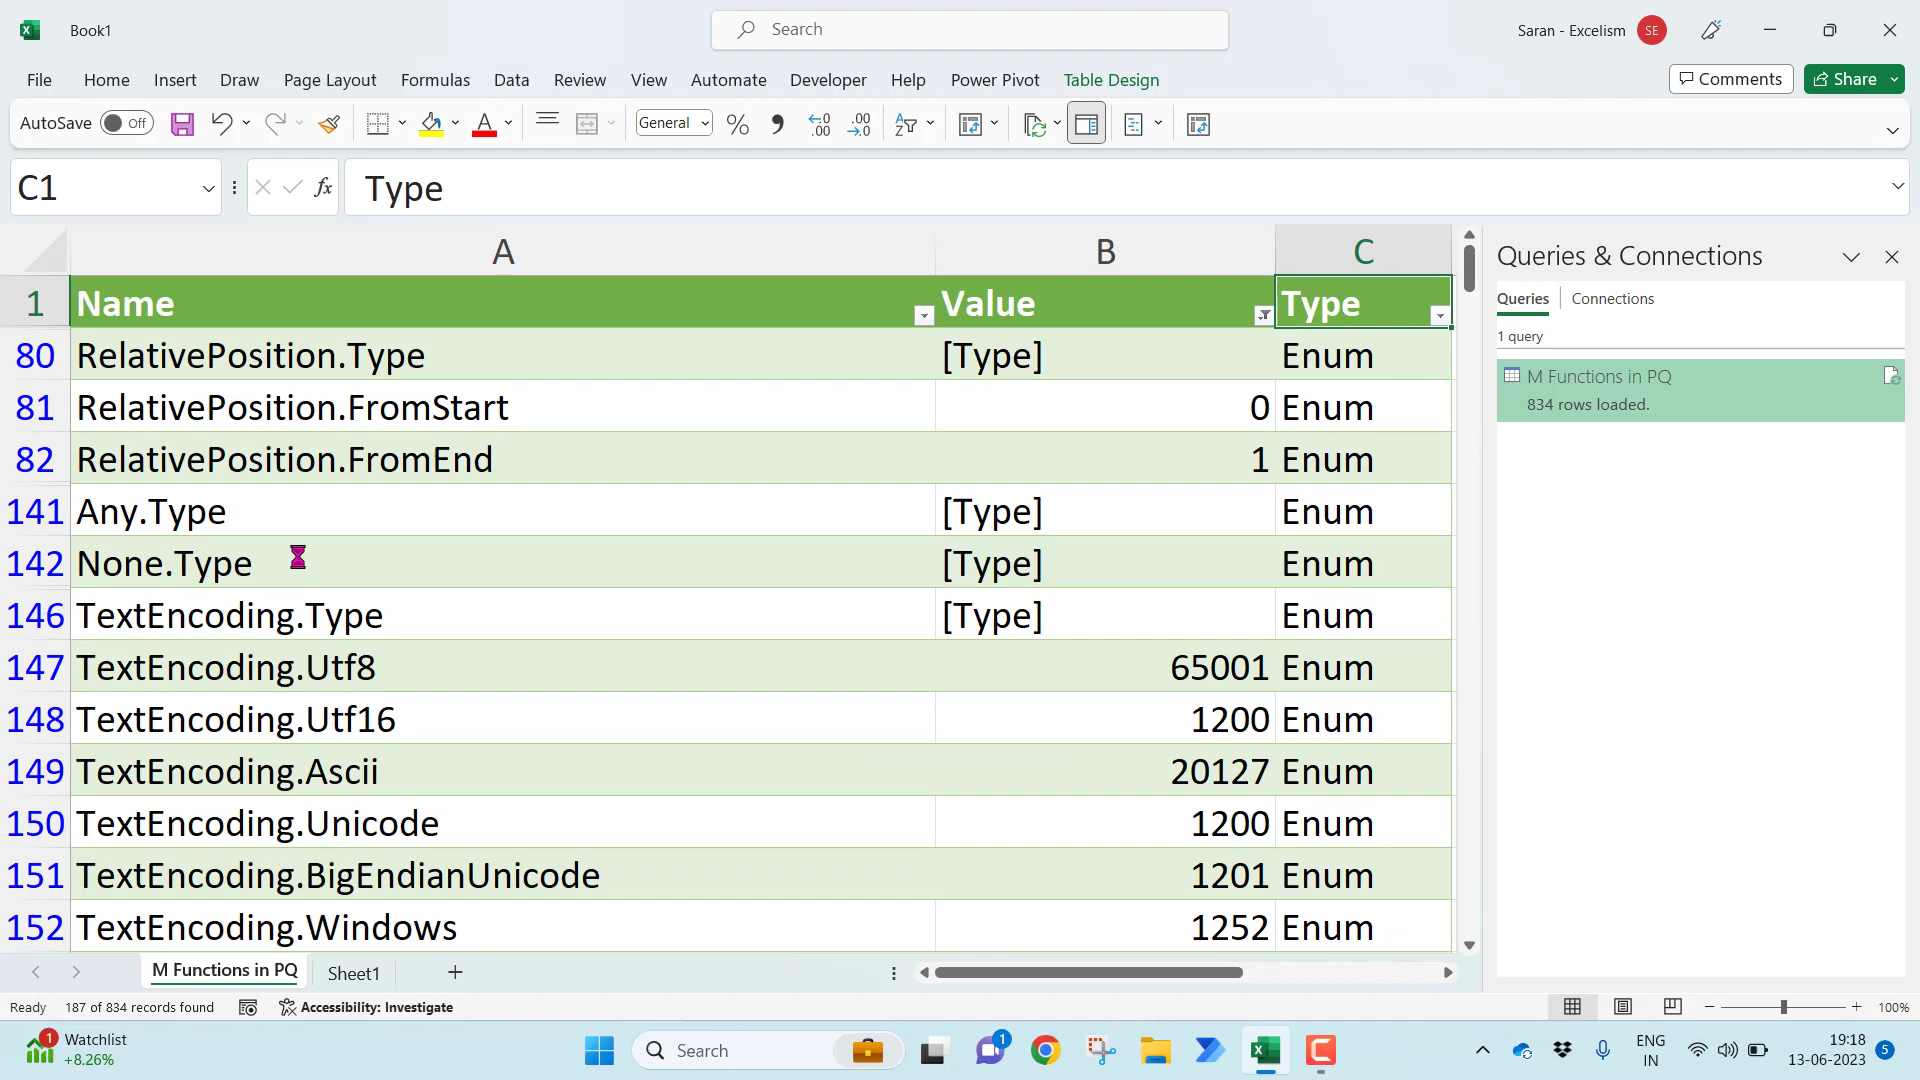 Book1
Search
Saran - Excelism
SE
File Home Insert Draw Page Layout Formulas Data Review View Automate Developer Help Power Pivot Table Design
Comments
Share
AutoSave
Off
General
C1
fx
Type
A B C
1 Name Value Type
80 RelativePosition.Type [Type] Enum
81 RelativePosition.FromStart 0 Enum
82 RelativePosition.FromEnd 1 Enum
141 Any.Type [Type] Enum
142 None.Type [Type] Enum
146 TextEncoding.Type [Type] Enum
147 TextEncoding.Utf8 65001 Enum
148 TextEncoding.Utf16 1200 Enum
149 TextEncoding.Ascii 20127 Enum
150 TextEncoding.Unicode 1200 Enum
151 TextEncoding.BigEndianUnicode 1201 Enum
152 TextEncoding.Windows 1252 Enum
Queries & Connections
Queries Connections
1 query
M Functions in PQ
834 rows loaded.
M Functions in PQ Sheet1
Ready 187 of 834 records found Accessibility: Investigate 100%
1
Watchlist
+8.26%
Search
1
ENG
IN
19:18
13-06-2023
5